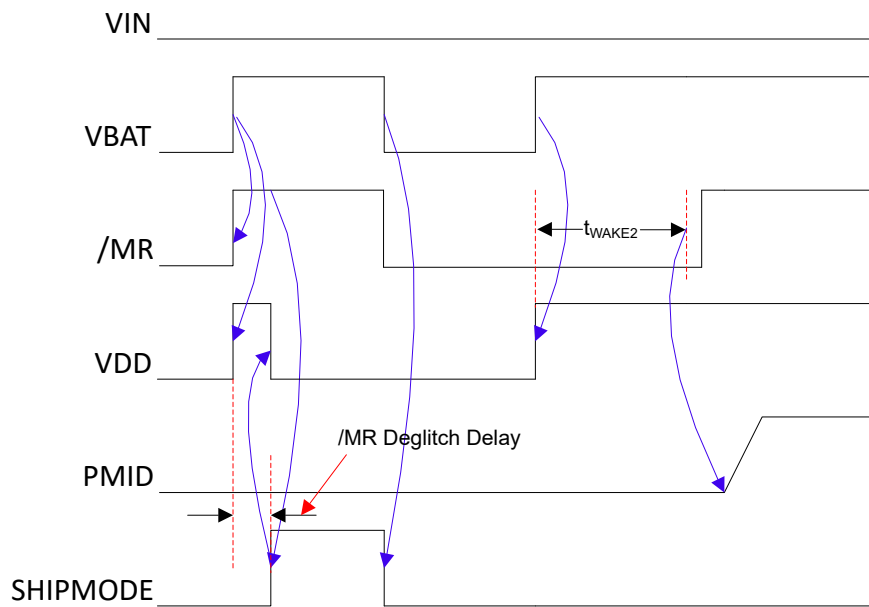 VIN
VBAT
/MR
tWAKE2
VDD
/MR Deglitch Delay
PMID
SHIPMODE